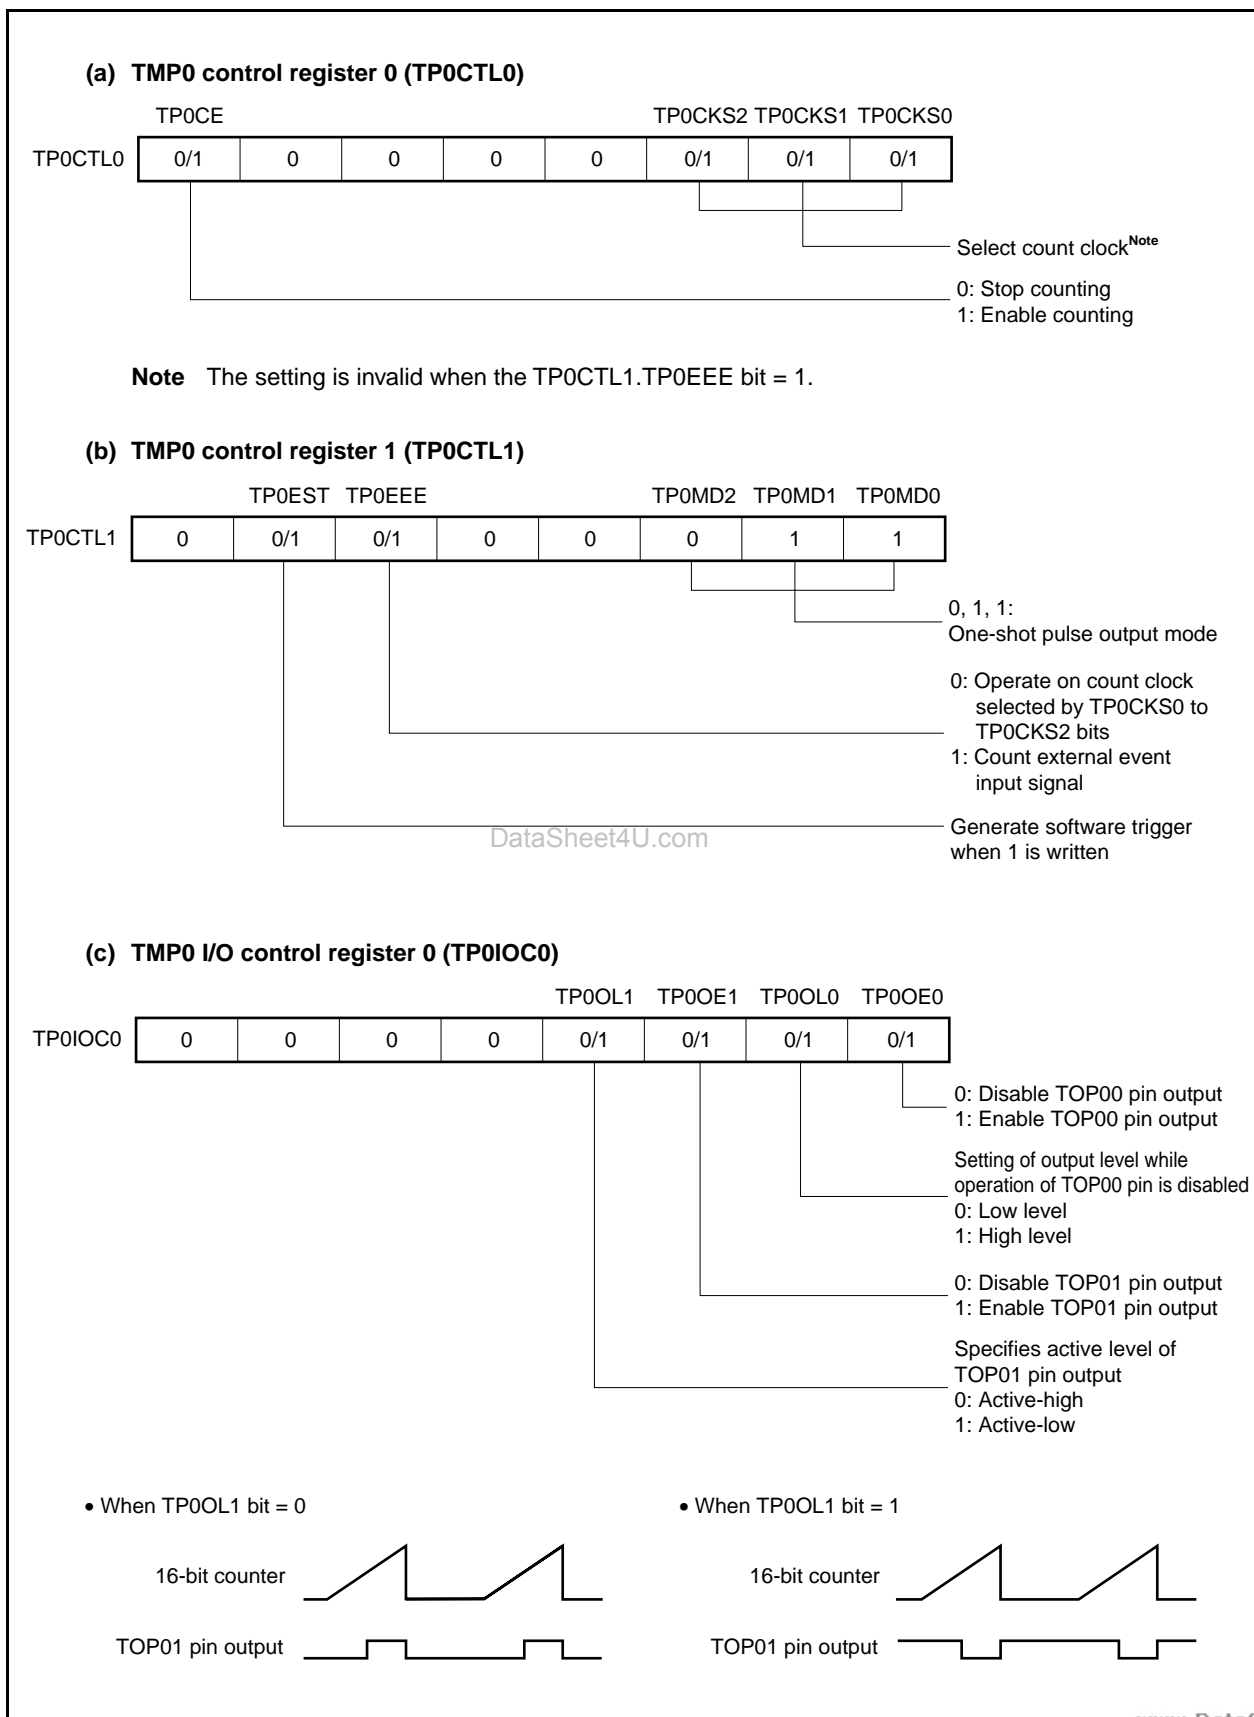 (a) TMP0 control register 0 (TP0CTL0)
TP0CE TP0CKS2 TP0CKS1 TP0CKS0
TP0CTL0 0/1 0 0 0 0 0/1 0/1 0/1
Select count clockNote
0: Stop counting
1: Enable counting
Note The setting is invalid when the TP0CTL1.TP0EEE bit = 1.
(b) TMP0 control register 1 (TP0CTL1)
TP0EST TP0EEE TP0MD2 TP0MD1 TP0MD0
TP0CTL1 0 0/1 0/1 0 0 0 1 1
0, 1, 1:
One-shot pulse output mode
0: Operate on count clock
selected by TP0CKS0 to
TP0CKS2 bits
1: Count external event
input signal
Generate software trigger
when 1 is written
DataSheet4U.com
(c) TMP0 I/O control register 0 (TP0IOC0)
TP0OL1 TP0OE1 TP0OL0 TP0OE0
TP0IOC0 0 0 0 0 0/1 0/1 0/1 0/1
0: Disable TOP00 pin output
1: Enable TOP00 pin output
Setting of output level while
operation of TOP00 pin is disabled
0: Low level
1: High level
0: Disable TOP01 pin output
1: Enable TOP01 pin output
Specifies active level of
TOP01 pin output
0: Active-high
1: Active-low
• When TP0OL1 bit = 0
16-bit counter
TOP01 pin output
• When TP0OL1 bit = 1
16-bit counter
TOP01 pin output